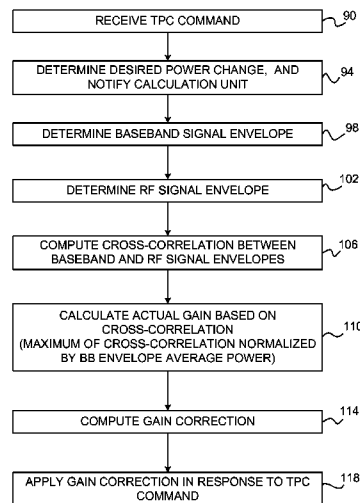 RECEIVE TPC COMMAND
90
DETERMINE DESIRED POWER CHANGE, AND
NOTIFY CALCULATION UNIT
94
DETERMINE BASEBAND SIGNAL ENVELOPE
98
DETERMINE RF SIGNAL ENVELOPE
102
COMPUTE CROSS-CORRELATION BETWEEN
BASEBAND AND RF SIGNAL ENVELOPES
106
CALCULATE ACTUAL GAIN BASED ON
CROSS-CORRELATION
(MAXIMUM OF CROSS-CORRELATION NORMALIZED
BY BB ENVELOPE AVERAGE POWER)
110
COMPUTE GAIN CORRECTION
114
APPLY GAIN CORRECTION IN RESPONSE TO TPC
COMMAND
118